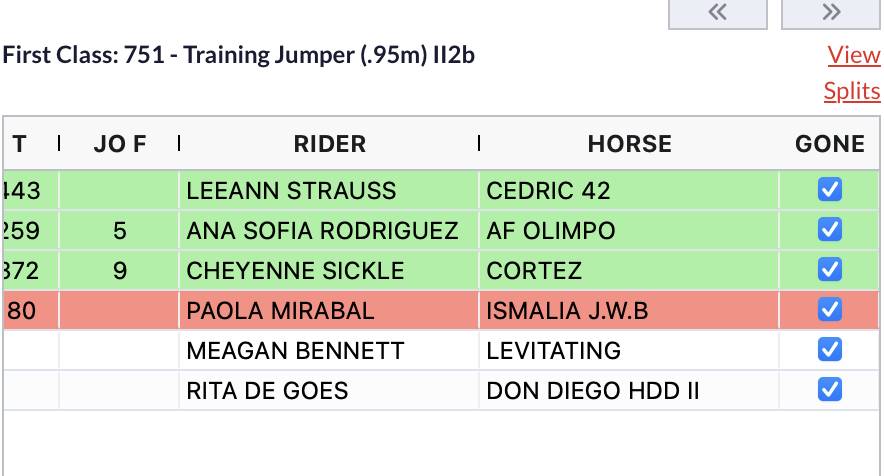 «
»
First Class: 751 - Training Jumper (.95m) II2b
View
Splits
T JO F RIDER HORSE GONE
443 LEEANN STRAUSS CEDRIC 42
259 5 ANA SOFIA RODRIGUEZ AF OLIMPO
372 9 CHEYENNE SICKLE CORTEZ
80 PAOLA MIRABAL ISMALIA J.W.B
MEAGAN BENNETT LEVITATING
RITA DE GOES DON DIEGO HDD II